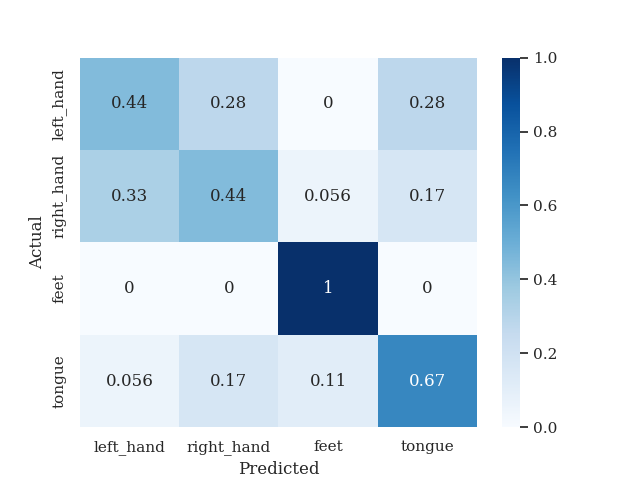 Actual
left_hand
0.44 0.28 0 0.28
right_hand
0.33 0.44 0.056 0.17
feet
0 0 1 0
tongue
0.056 0.17 0.11 0.67
left_hand right_hand feet tongue
Predicted
1.0
0.8
0.6
0.4
0.2
0.0